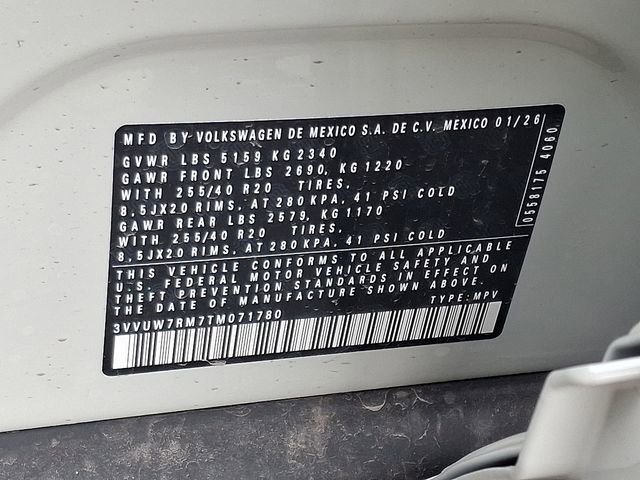 MFD BY VOLKSWAGEN DE MEXICO S.A. DE C.V. MEXICO 01/26
GVWR LBS 5159 KG 2340
GAWR FRONT LBS 2690, KG 1220
WITH 255/40 R20 TIRES,
8,5JX20 RIMS, AT 280 KPA, 41 PSI COLD
GAWR REAR LBS 2579, KG 1170
WITH 255/40 R20 TIRES,
8,5JX20 RIMS, AT 280 KPA, 41 PSI COLD
THIS VEHICLE CONFORMS TO ALL APPLICABLE
U.S. FEDERAL MOTOR VEHICLE SAFETY AND
THEFT PREVENTION STANDARDS IN EFFECT ON
THE DATE OF MANUFACTURE SHOWN ABOVE.
TYPE: MPV
3VVUW7RM7TM071780
0558175 4060